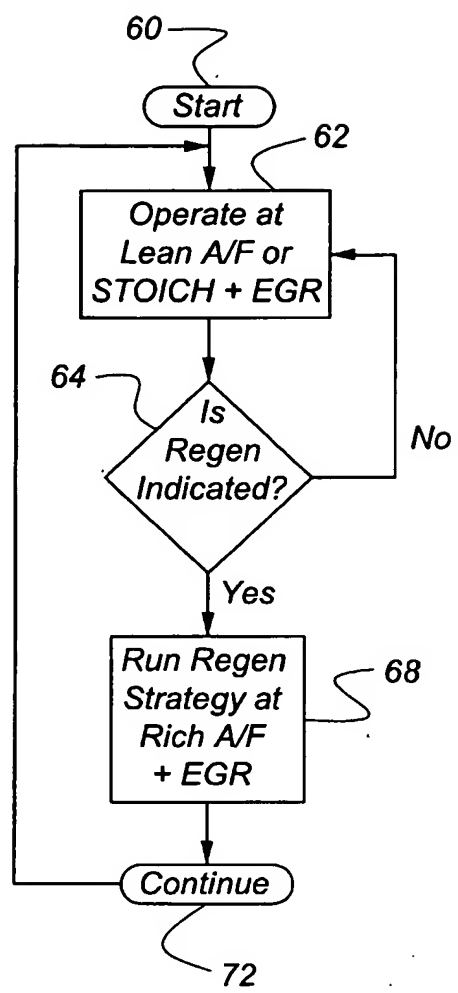 60
Start
62
Operate at
Lean A/F or
STOICH + EGR
64
Is
Regen
Indicated?
No
Yes
Run Regen
Strategy at
Rich A/F
+ EGR
68
Continue
72